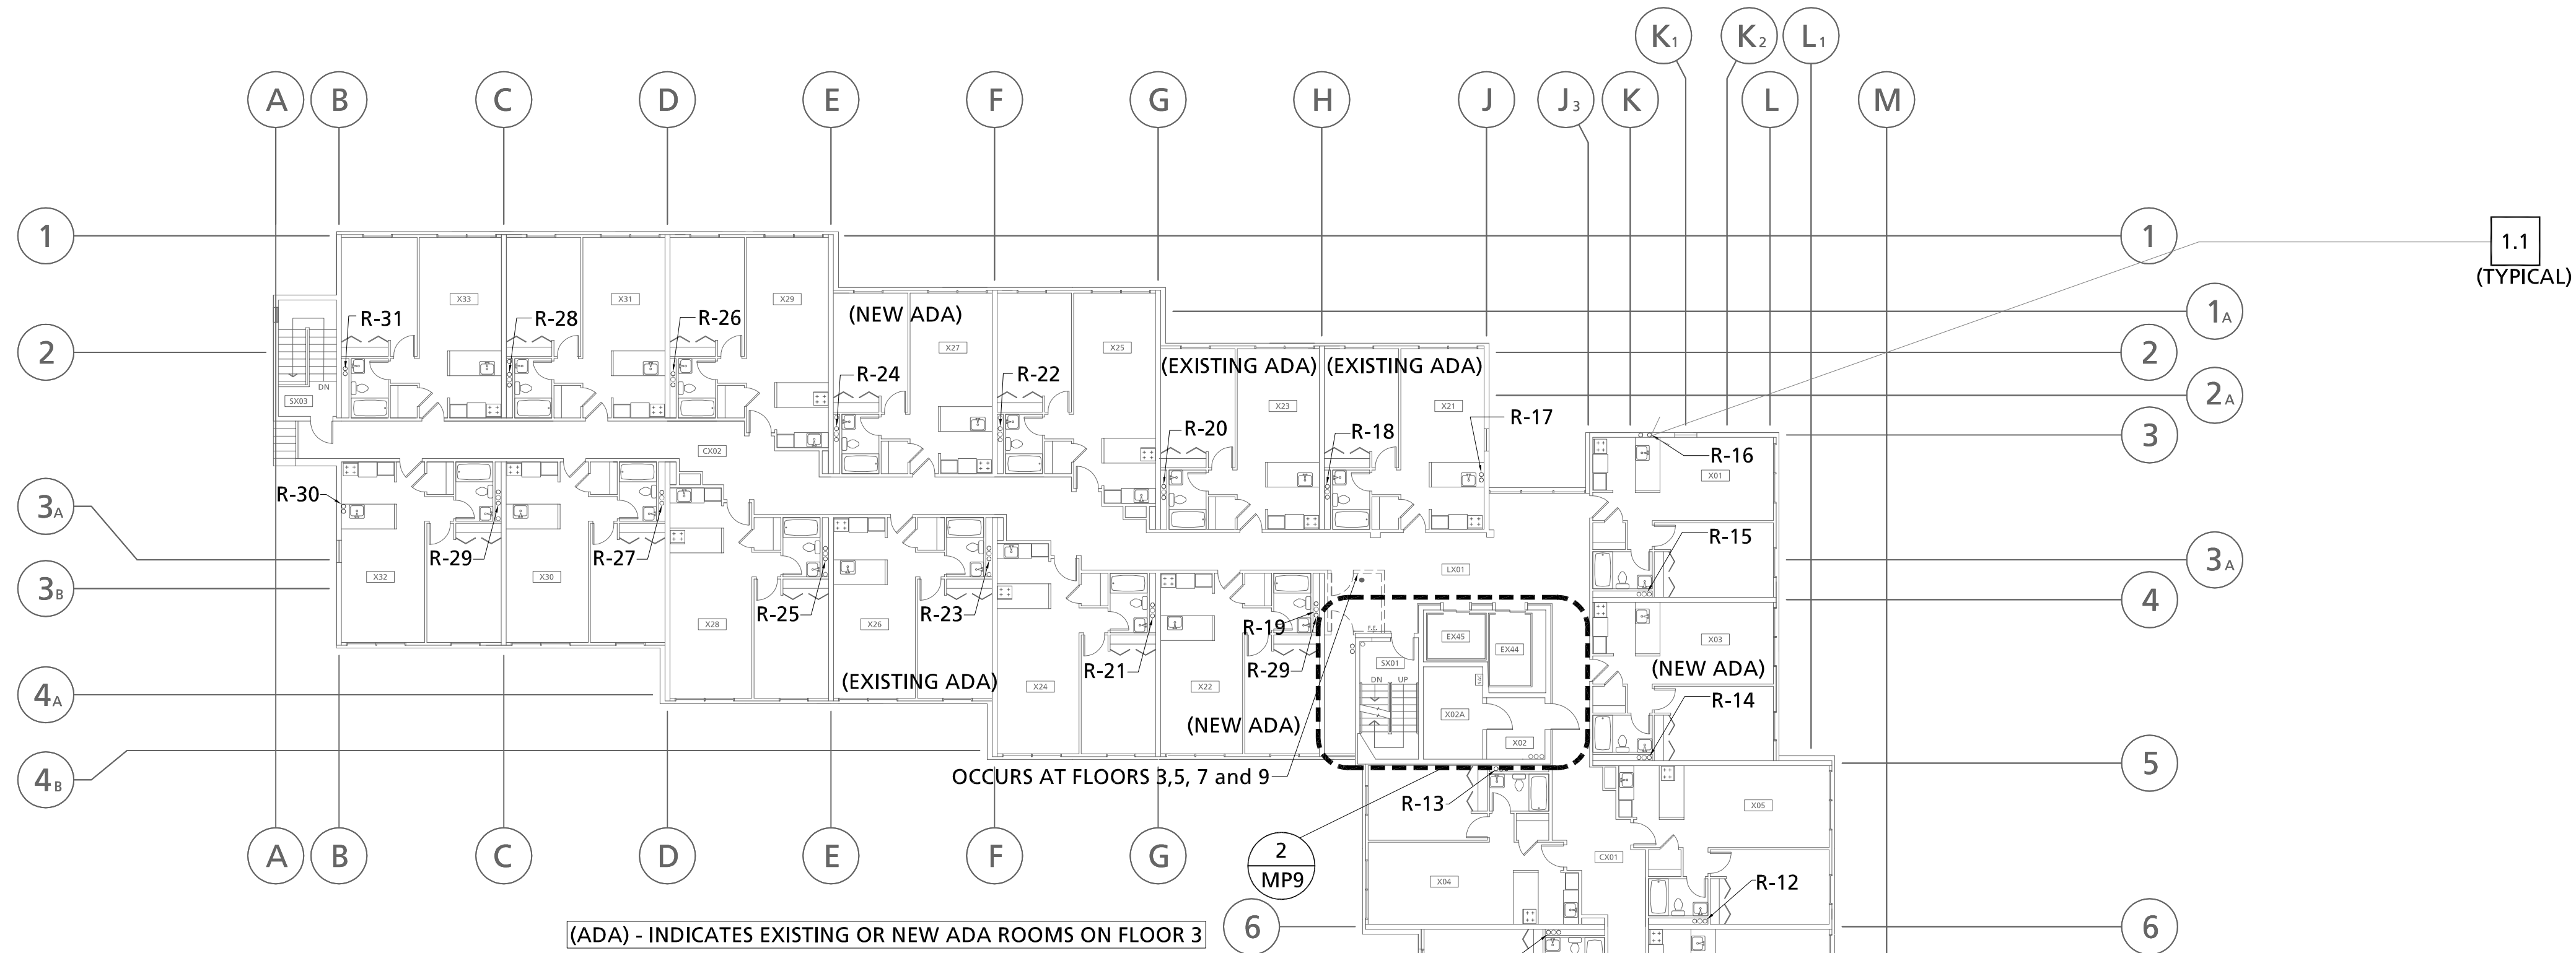 K1 K2 L1
A B C D E F G H J J3 K L M
1 1
1.1
(TYPICAL)
X33 X31 X29
(NEW ADA)
R-31 R-28 R-26
1A
X27 X25
2 2
(EXISTING ADA) (EXISTING ADA)
R-24 R-22
DN
SX03
X23 X21
2A
R-17
R-20 R-18
3
CX02
R-16
X01
R-30
3A
R-15
R-29 R-27
3A
LX01
X32 X30
3B
4
R-25 R-23
X28 X26
R-19
EX45
X03
EX44
SX01
R-21 R-29
(NEW ADA)
(EXISTING ADA)
DN UP
X24 X22
4A
R-14
X02A
(NEW ADA)
X02
5
OCCURS AT FLOORS 3,5, 7 and 9
4B
R-13
X05
A B C D E F G
2
MP9
CX01
X04
R-12
6 6
(ADA) - INDICATES EXISTING OR NEW ADA ROOMS ON FLOOR 3